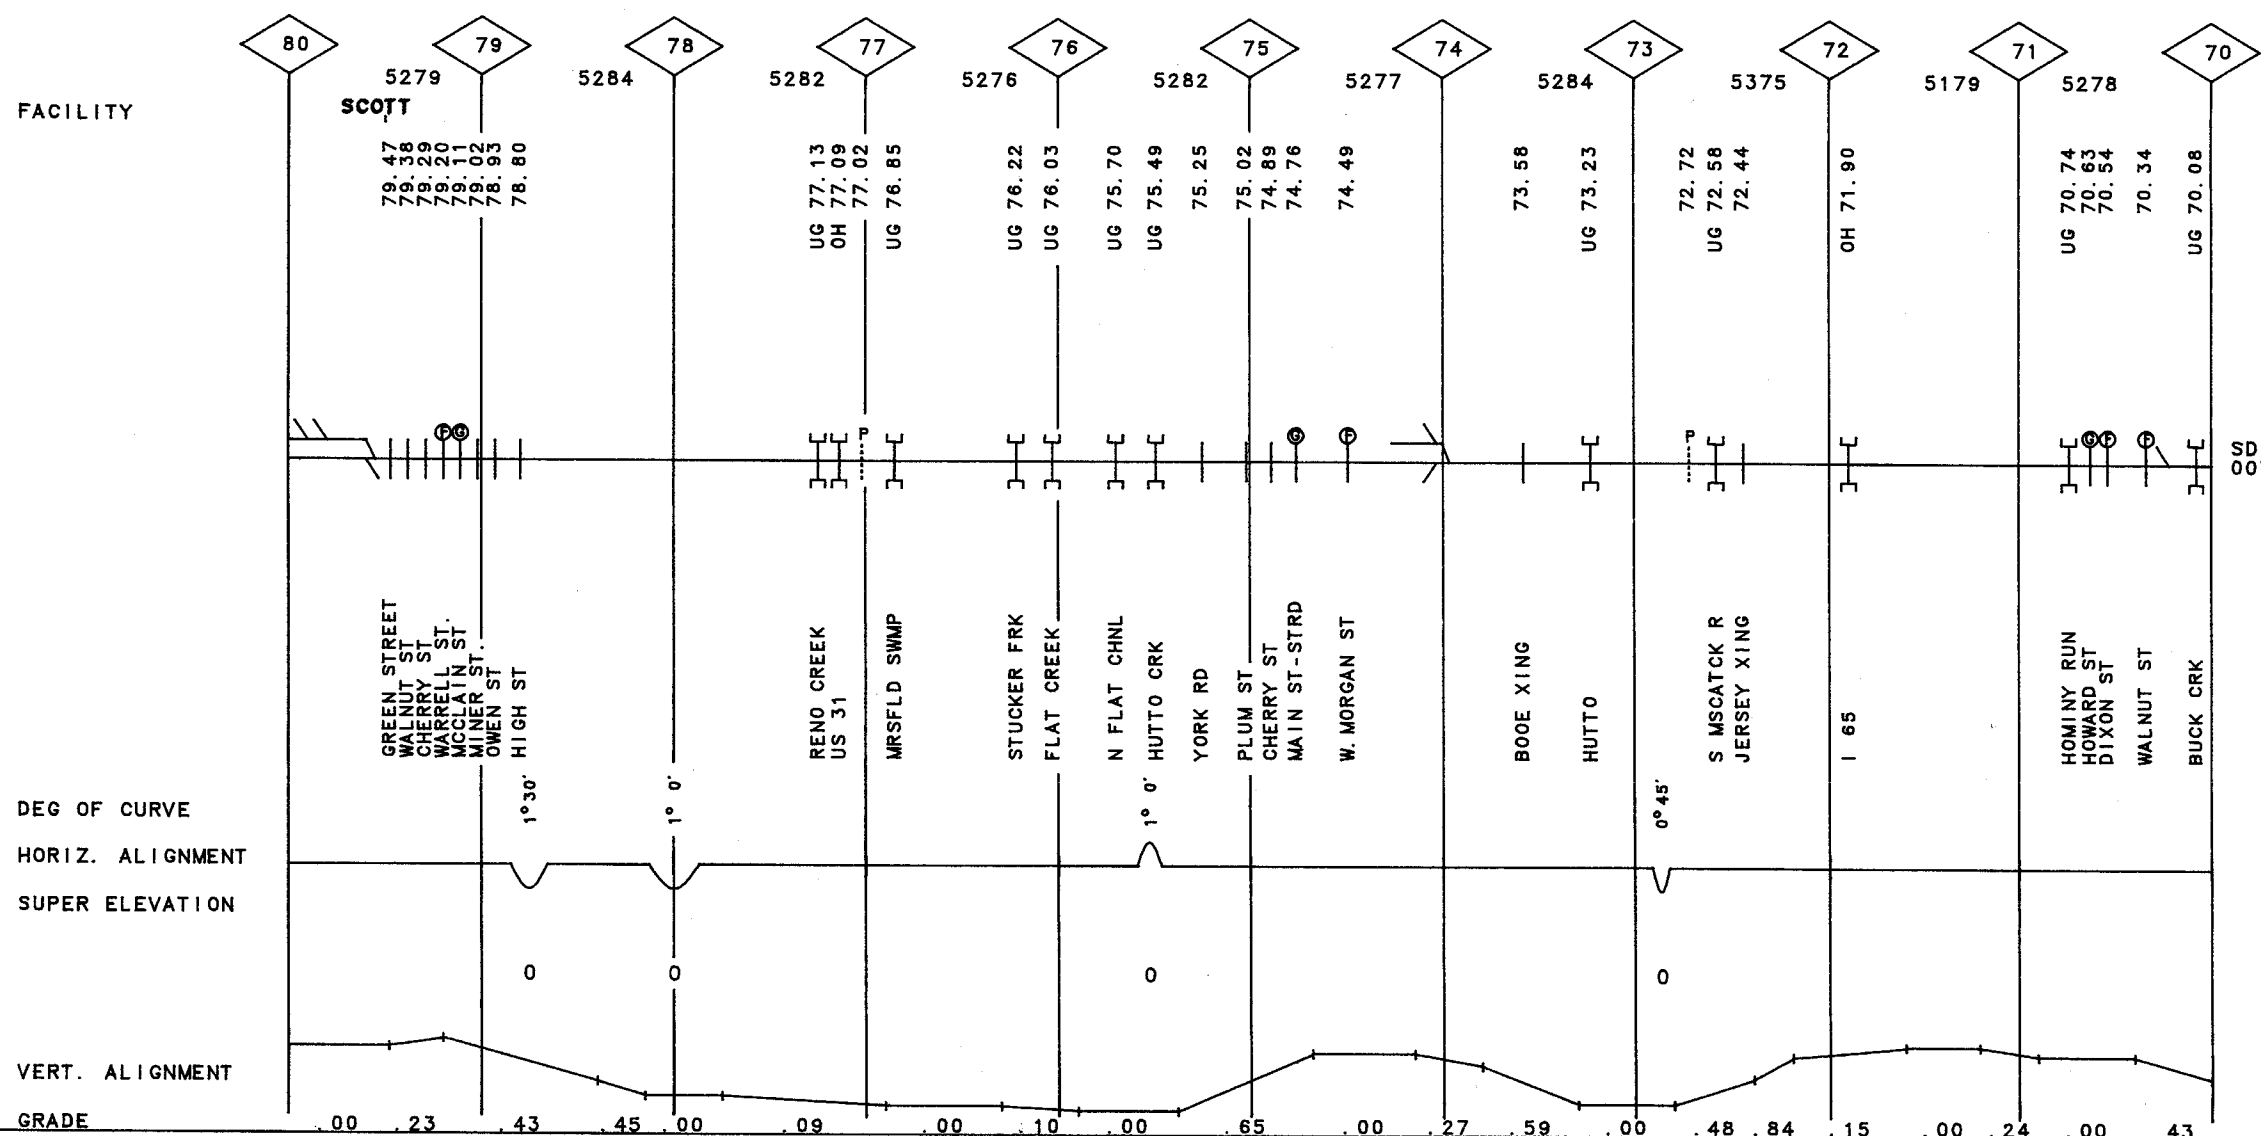 80 79 78 77 76 75 74 73 72 71 70
5279 5284 5282 5276 5282 5277 5284 5375 5179 5278
FACILITY
SCOTT
79.47
79.38
79.29
79.20
79.11
79.02
78.93
78.80
UG 77.13
OH 77.09
77.02
UG 76.85
UG 76.22
UG 76.03
UG 75.70
UG 75.49
75.25
75.02
74.89
74.76
74.49
73.58
UG 73.23
72.72
UG 72.58
72.44
OH 71.90
UG 70.74
70.63
70.54
70.34
UG 70.08
F G P G F P G F F
SD
00
GREEN STREET
WALNUT ST
CHERRY ST
WARRELL ST.
MCCLAIN ST
MINER ST.
OWEN ST
HIGH ST
RENO CREEK
US 31
MRSFLD SWMP
STUCKER FRK
FLAT CREEK
N FLAT CHNL
HUTTO CRK
YORK RD
PLUM ST
CHERRY ST
MAIN ST-STRD
W. MORGAN ST
BOOE XING
HUTTO
S MSCATCK R
JERSEY XING
I 65
HOMINY RUN
HOWARD ST
DIXON ST
WALNUT ST
BUCK CRK
DEG OF CURVE
1°30' 1° 0' 1° 0' 0°45'
HORIZ. ALIGNMENT
SUPER ELEVATION
0 0 0 0
VERT. ALIGNMENT
GRADE .00 .23 .43 .45 .00 .09 .00 .10 .00 .65 .00 .27 .59 .00 .48 .84 .15 .00 .24 .00 .43